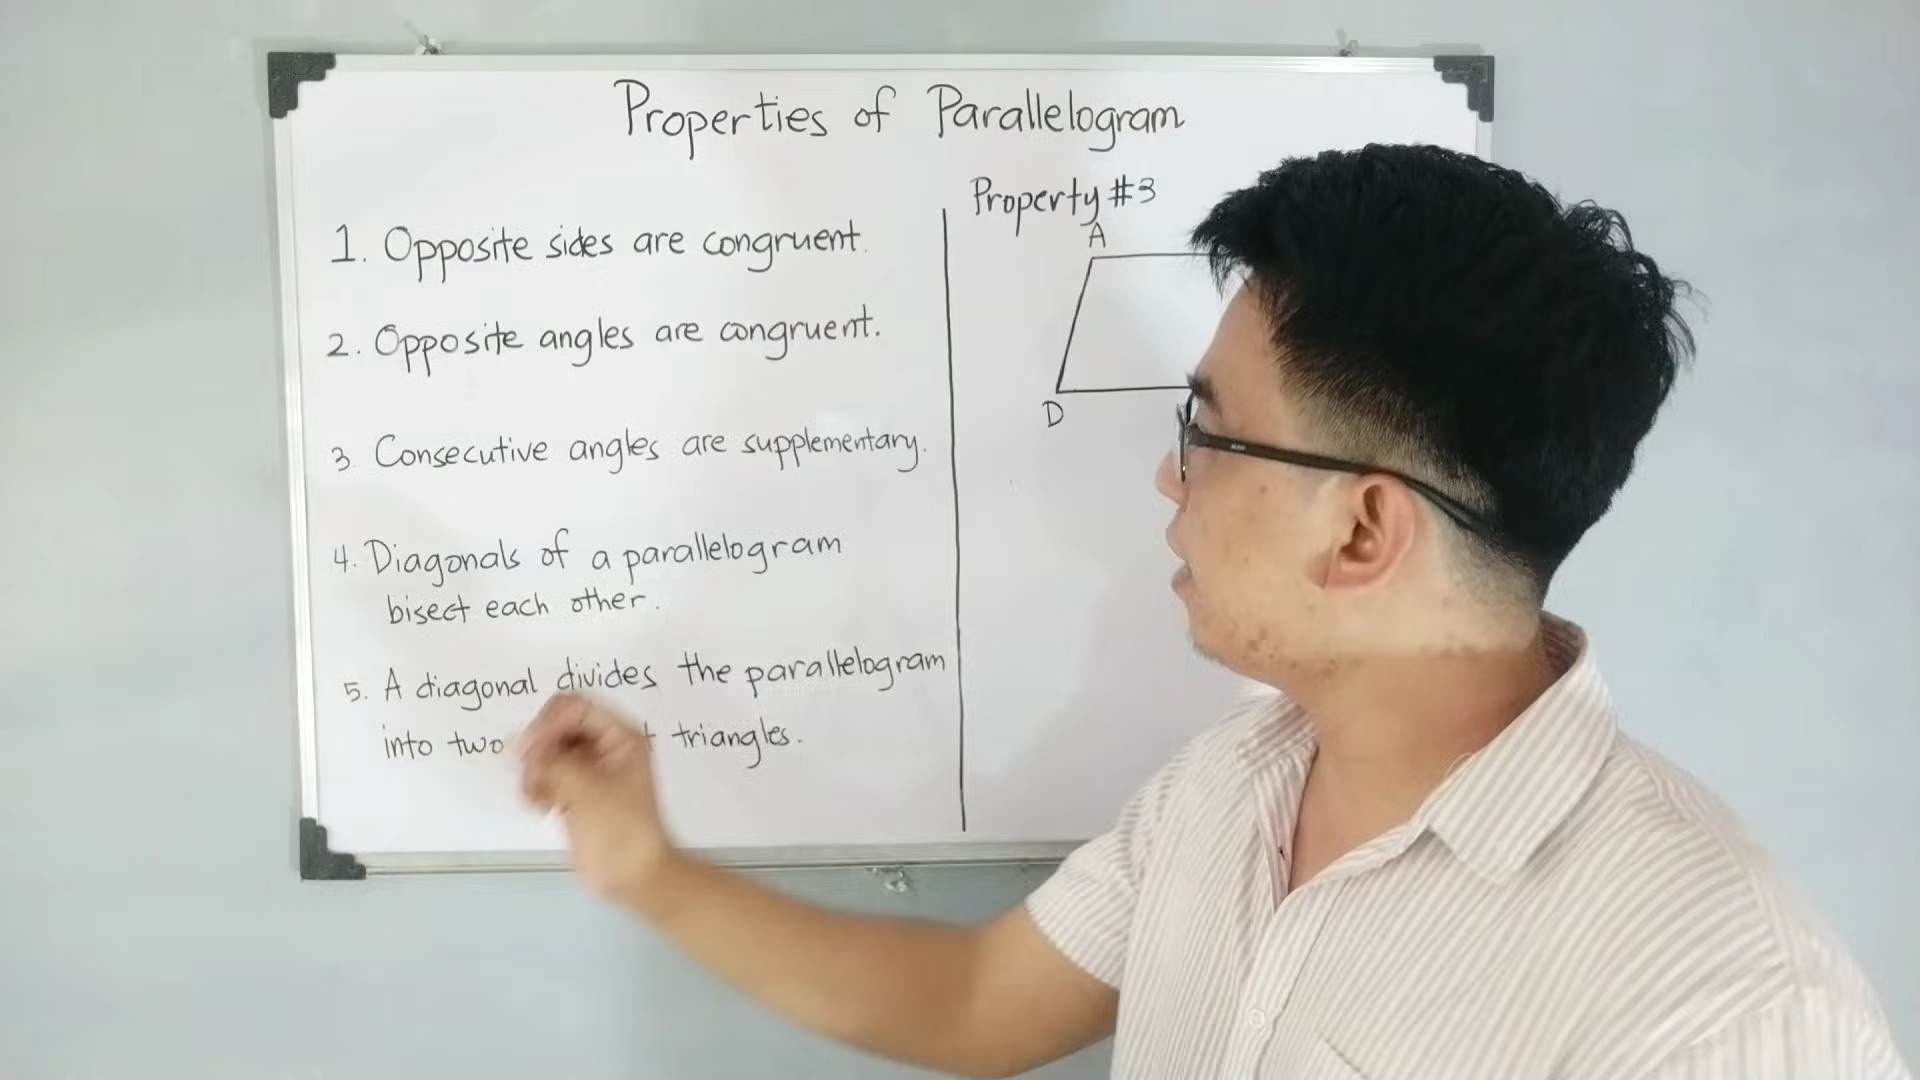 Properties of Parallelogram
1. Opposite sides are congruent.
2. Opposite angles are congruent.
3. Consecutive angles are supplementary.
4. Diagonals of a parallelogram
bisect each other.
5. A diagonal divides the parallelogram
into two triangles.
Property #3
A
D